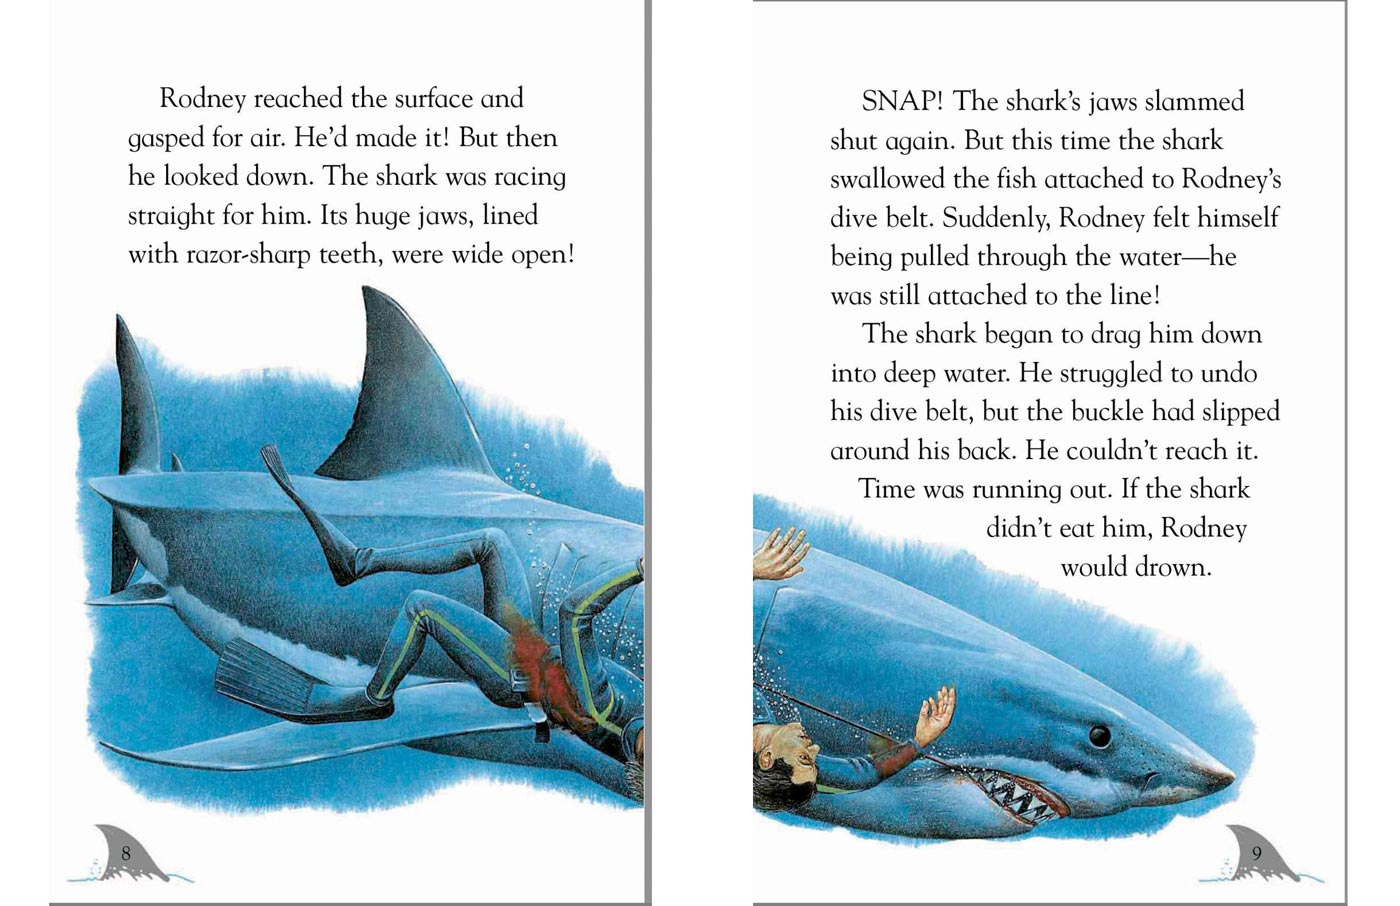 Rodney reached the surface and
gasped for air. He’d made it! But then
he looked down. The shark was racing
straight for him. Its huge jaws, lined
with razor-sharp teeth, were wide open!
8
SNAP! The shark’s jaws slammed
shut again. But this time the shark
swallowed the fish attached to Rodney’s
dive belt. Suddenly, Rodney felt himself
being pulled through the water—he
was still attached to the line!
The shark began to drag him down
into deep water. He struggled to undo
his dive belt, but the buckle had slipped
around his back. He couldn’t reach it.
Time was running out. If the shark
didn’t eat him, Rodney
would drown.
9